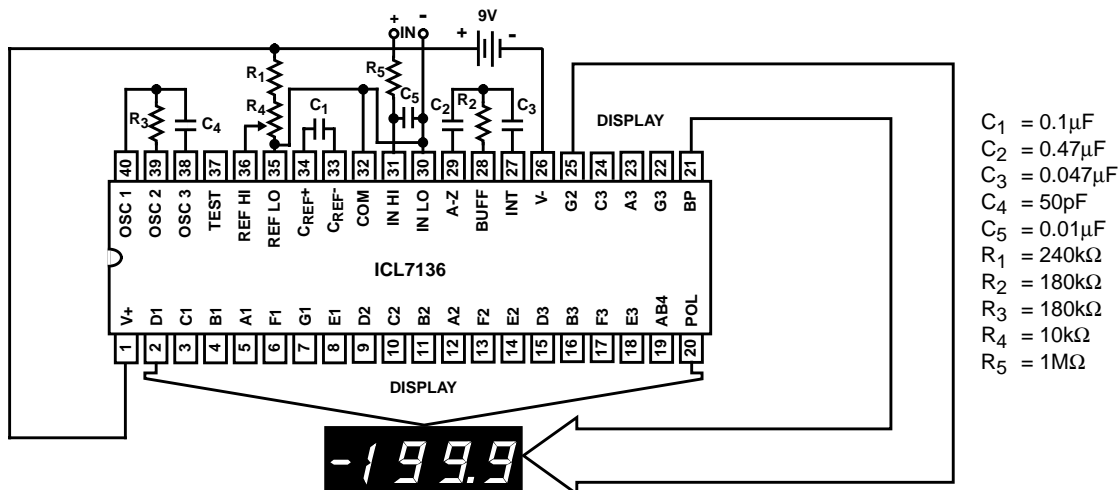 + IN -
9V
+ -
R1
R4
R5
C5
R3
C4
C1
C2
R2
C3
DISPLAY
40 39 38 37 36 35 34 33 32 31 30 29 28 27 26 25 24 23 22 21
OSC 1
OSC 2
OSC 3
TEST
REF HI
REF LO
CREF+
CREF-
COM
IN HI
IN LO
A-Z
BUFF
INT
V-
G2
C3
A3
G3
BP
ICL7136
V+
D1
C1
B1
A1
F1
G1
E1
D2
C2
B2
A2
F2
E2
D3
B3
F3
E3
AB4
POL
1 2 3 4 5 6 7 8 9 10 11 12 13 14 15 16 17 18 19 20
DISPLAY
-199.9
C1 = 0.1μF
C2 = 0.47μF
C3 = 0.047μF
C4 = 50pF
C5 = 0.01μF
R1 = 240kΩ
R2 = 180kΩ
R3 = 180kΩ
R4 = 10kΩ
R5 = 1MΩ